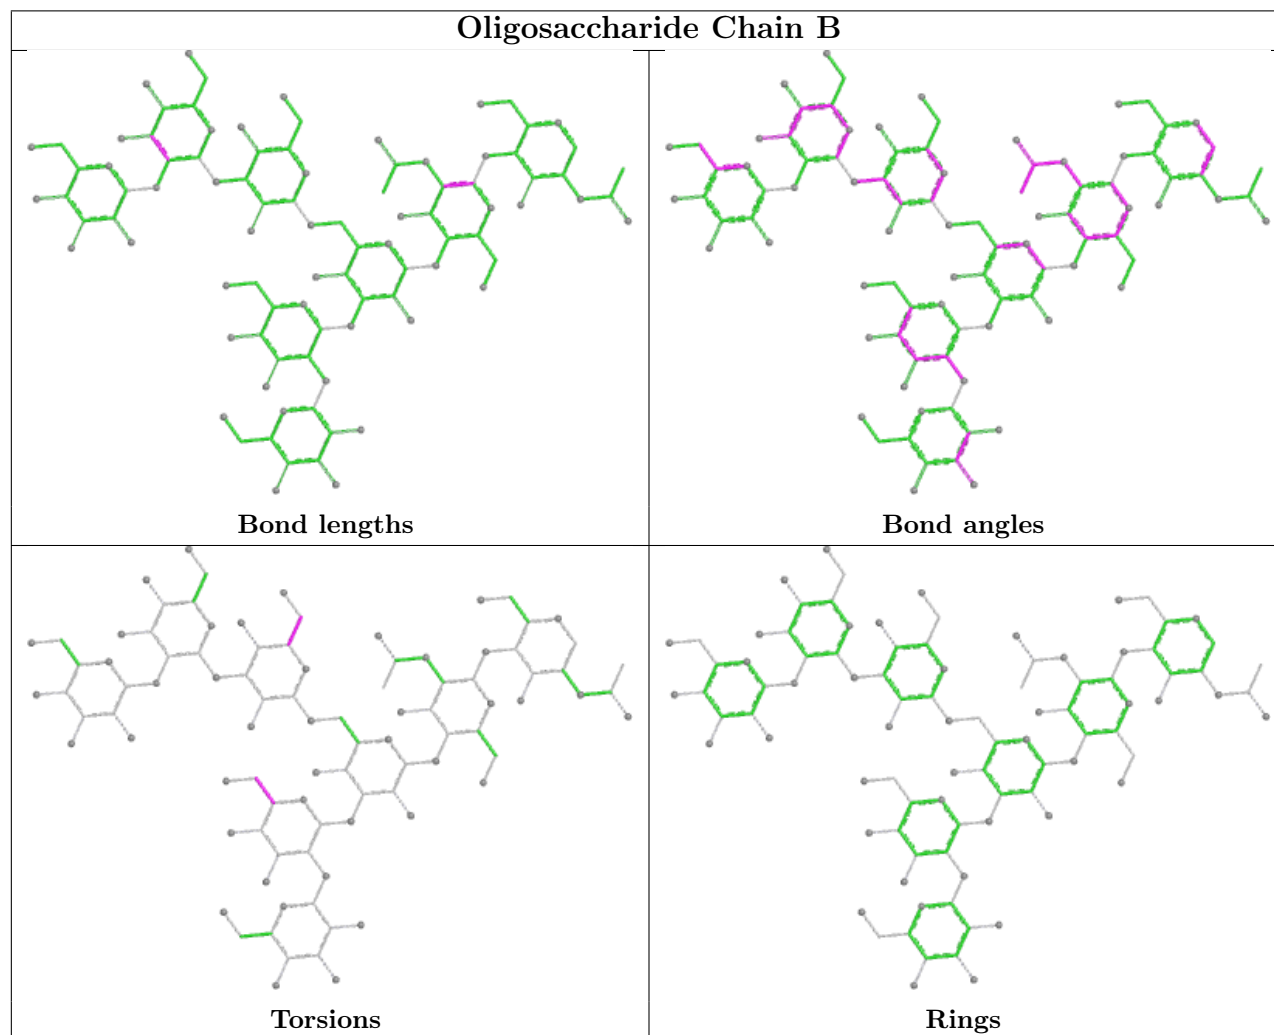 Oligosaccharide Chain B
Bond lengths
Bond angles
Torsions
Rings